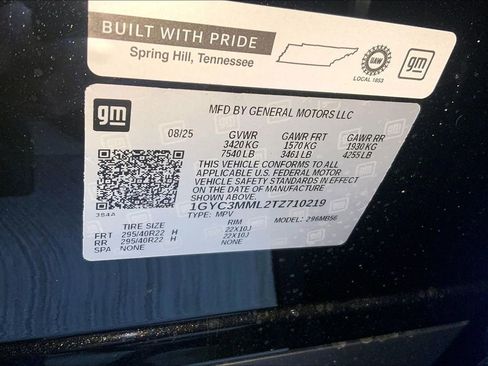 BUILT WITH PRIDE
Spring Hill, Tennessee
UAW
LOCAL 1853
gm
gm
MFD BY GENERAL MOTORS LLC
08/25 GVWR GAWR FRT GAWR RR
3420 KG 1570 KG 1930 KG
7540 LB 3461 LB 4255 LB
THIS VEHICLE CONFORMS TO ALL
APPLICABLE U.S. FEDERAL MOTOR
VEHICLE SAFETY STANDARDS IN EFFECT
ON THE DATE OF MANUFACTURE
SHOWN ABOVE.
384A
1GYC3MML2TZ710219
TYPE: MPV MODEL: 296MB56
TIRE SIZE RIM
FRT 295/40R22 H 22X10J
RR 295/40R22 H 22X10J
SPA NONE NONE